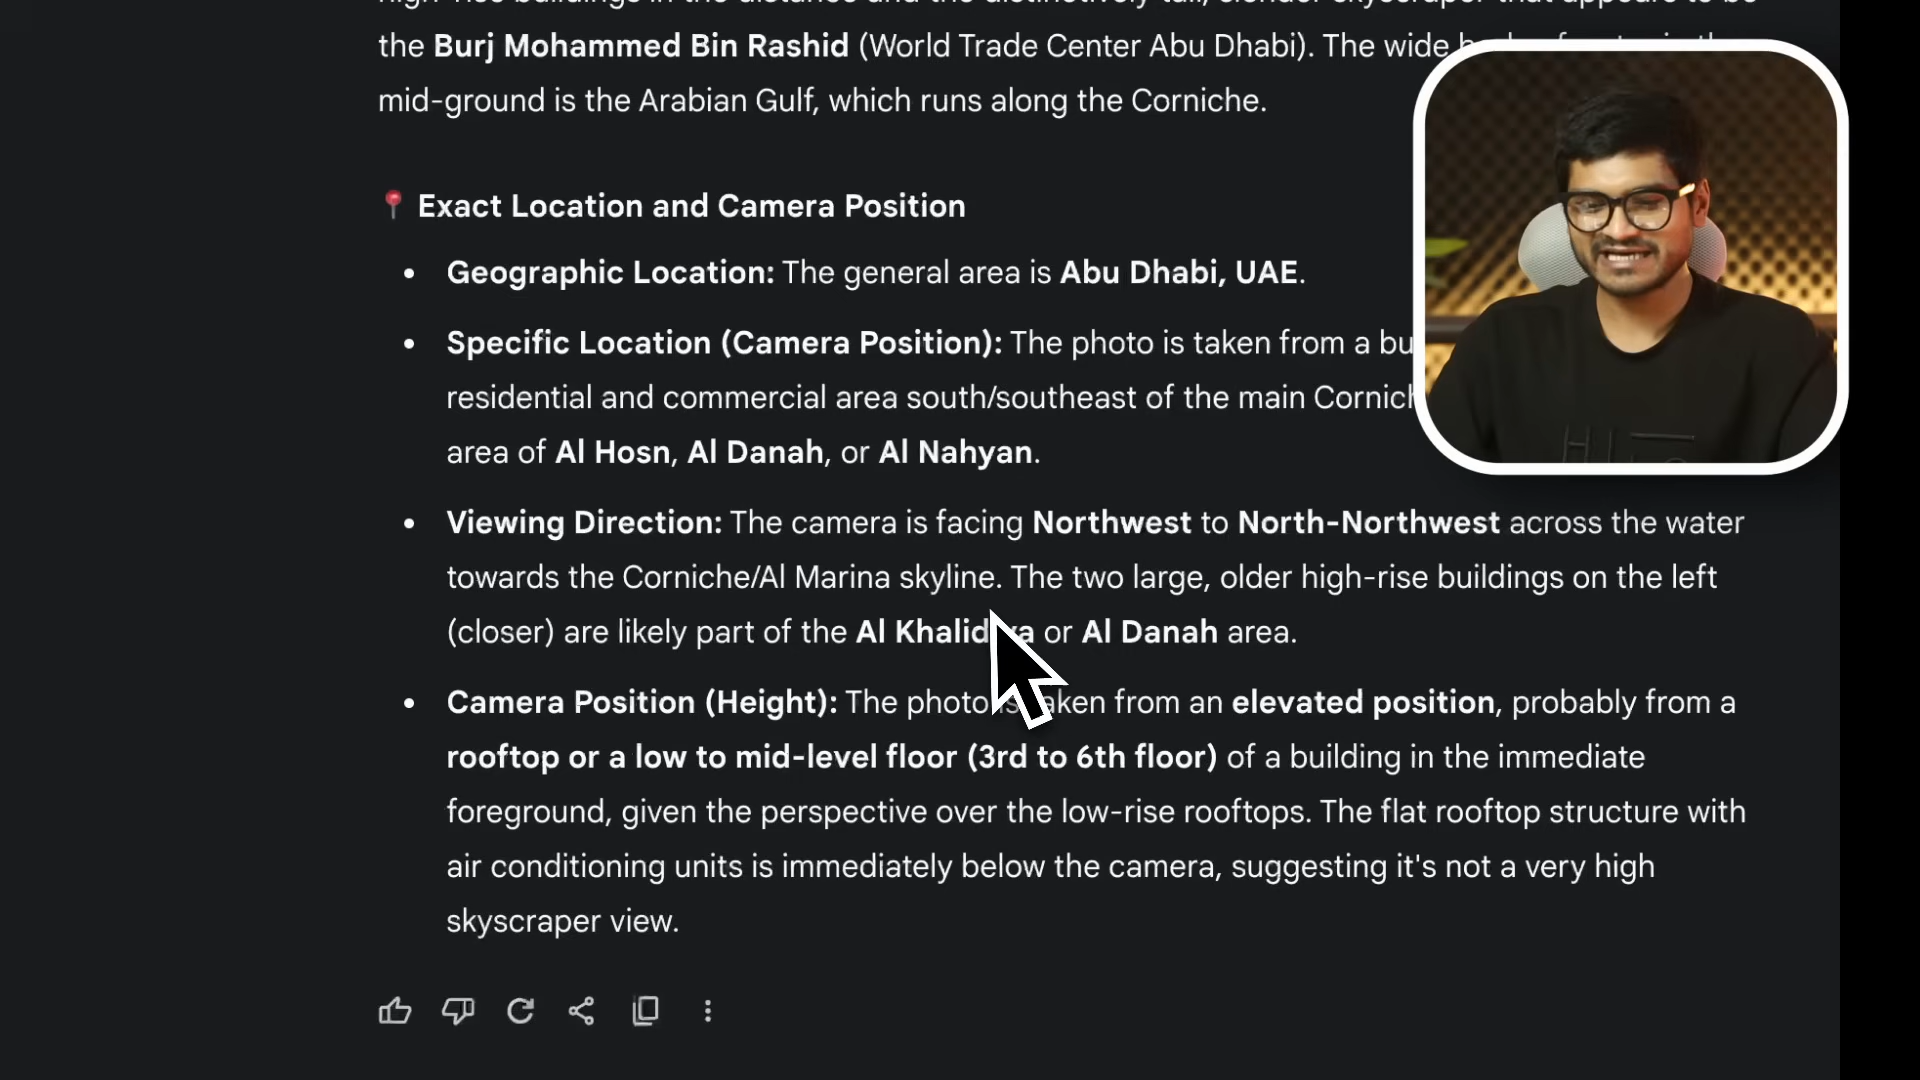 the Burj Mohammed Bin Rashid (World Trade Center Abu Dhabi). The wide
mid-ground is the Arabian Gulf, which runs along the Corniche.
📍 Exact Location and Camera Position
• Geographic Location: The general area is Abu Dhabi, UAE.
• Specific Location (Camera Position): The photo is taken from a
residential and commercial area south/southeast of the main
area of Al Hosn, Al Danah, or Al Nahyan.
• Viewing Direction: The camera is facing Northwest to North-Northwest across the water
towards the Corniche/Al Marina skyline. The two large, older high-rise buildings on the left
(closer) are likely part of the or Al Danah area.
• Camera Position (Height): The photo taken from an elevated position, probably from a
rooftop or a low to mid-level floor (3rd to 6th floor) of a building in the immediate
foreground, given the perspective over the low-rise rooftops. The flat rooftop structure with
air conditioning units is immediately below the camera, suggesting it's not a very high
skyscraper view.